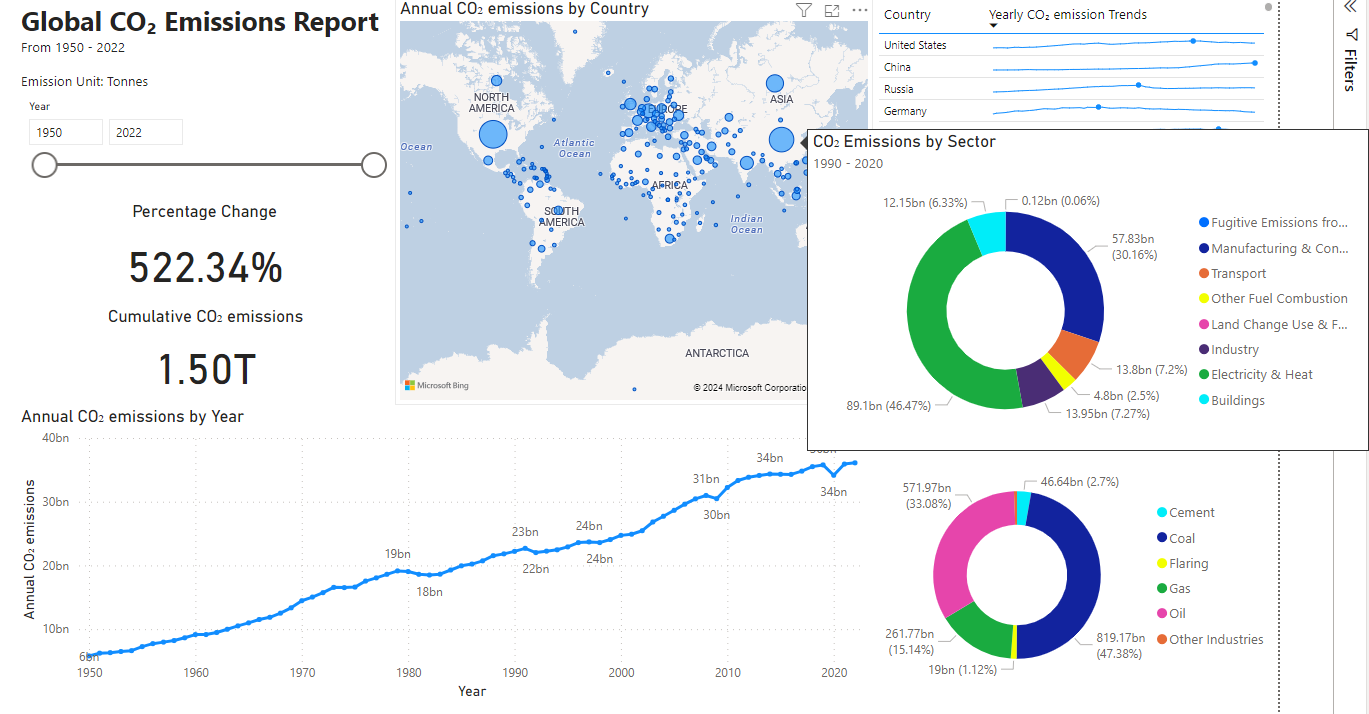 Global CO₂ Emissions Report
From 1950 - 2022
Emission Unit: Tonnes
Year
1950
2022
Percentage Change
522.34%
Cumulative CO₂ emissions
1.50T
Annual CO₂ emissions by Country
NORTH
AMERICA
EUROPE
ASIA
Ocean
Atlantic
Ocean
AFRICA
SOUTH
AMERICA
Indian
Ocean
ANTARCTICA
Microsoft Bing
© 2024 Microsoft Corporatio
Country
Yearly CO₂ emission Trends
United States
China
Russia
Germany
Filters
CO₂ Emissions by Sector
1990 - 2020
12.15bn (6.33%)
0.12bn (0.06%)
57.83bn
(30.16%)
13.8bn (7.2%)
4.8bn (2.5%)
13.95bn (7.27%)
89.1bn (46.47%)
Fugitive Emissions fro...
Manufacturing & Con...
Transport
Other Fuel Combustion
Land Change Use & F...
Industry
Electricity & Heat
Buildings
Annual CO₂ emissions by Year
Annual CO₂ emissions
40bn
30bn
20bn
10bn
6bn
19bn
18bn
23bn
22bn
24bn
24bn
31bn
30bn
34bn
34bn
1950
1960
1970
1980
1990
2000
2010
2020
Year
571.97bn
(33.08%)
46.64bn (2.7%)
261.77bn
(15.14%)
19bn (1.12%)
819.17bn
(47.38%)
Cement
Coal
Flaring
Gas
Oil
Other Industries